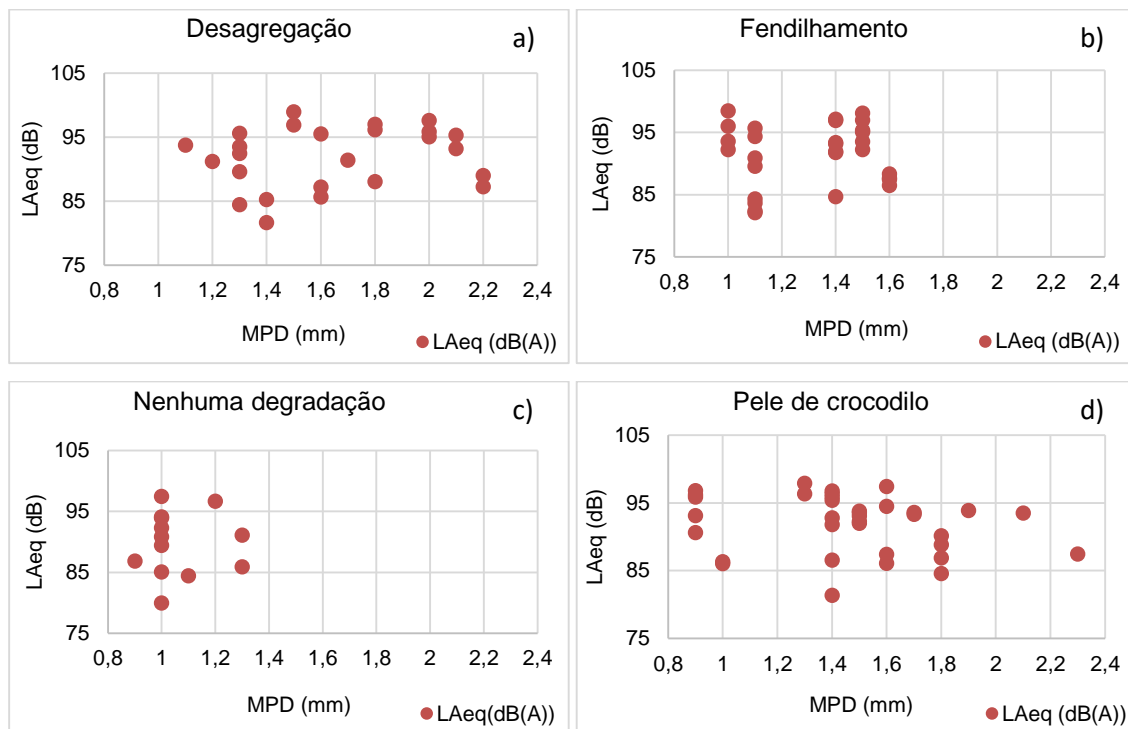 Desagregação
a)
105
95
85
75
LAeq (dB)
0,8 1 1,2 1,4 1,6 1,8 2 2,2 2,4
MPD (mm)
LAeq (dB(A))
Fendilhamento
b)
105
95
85
75
LAeq (dB)
0,8 1 1,2 1,4 1,6 1,8 2 2,2 2,4
MPD (mm)
LAeq (dB(A))
Nenhuma degradação
c)
105
95
85
75
LAeq (dB)
0,8 1 1,2 1,4 1,6 1,8 2 2,2 2,4
MPD (mm)
LAeq(dB(A))
Pele de crocodilo
d)
105
95
85
75
LAeq (dB)
0,8 1 1,2 1,4 1,6 1,8 2 2,2 2,4
MPD (mm)
LAeq (dB(A))